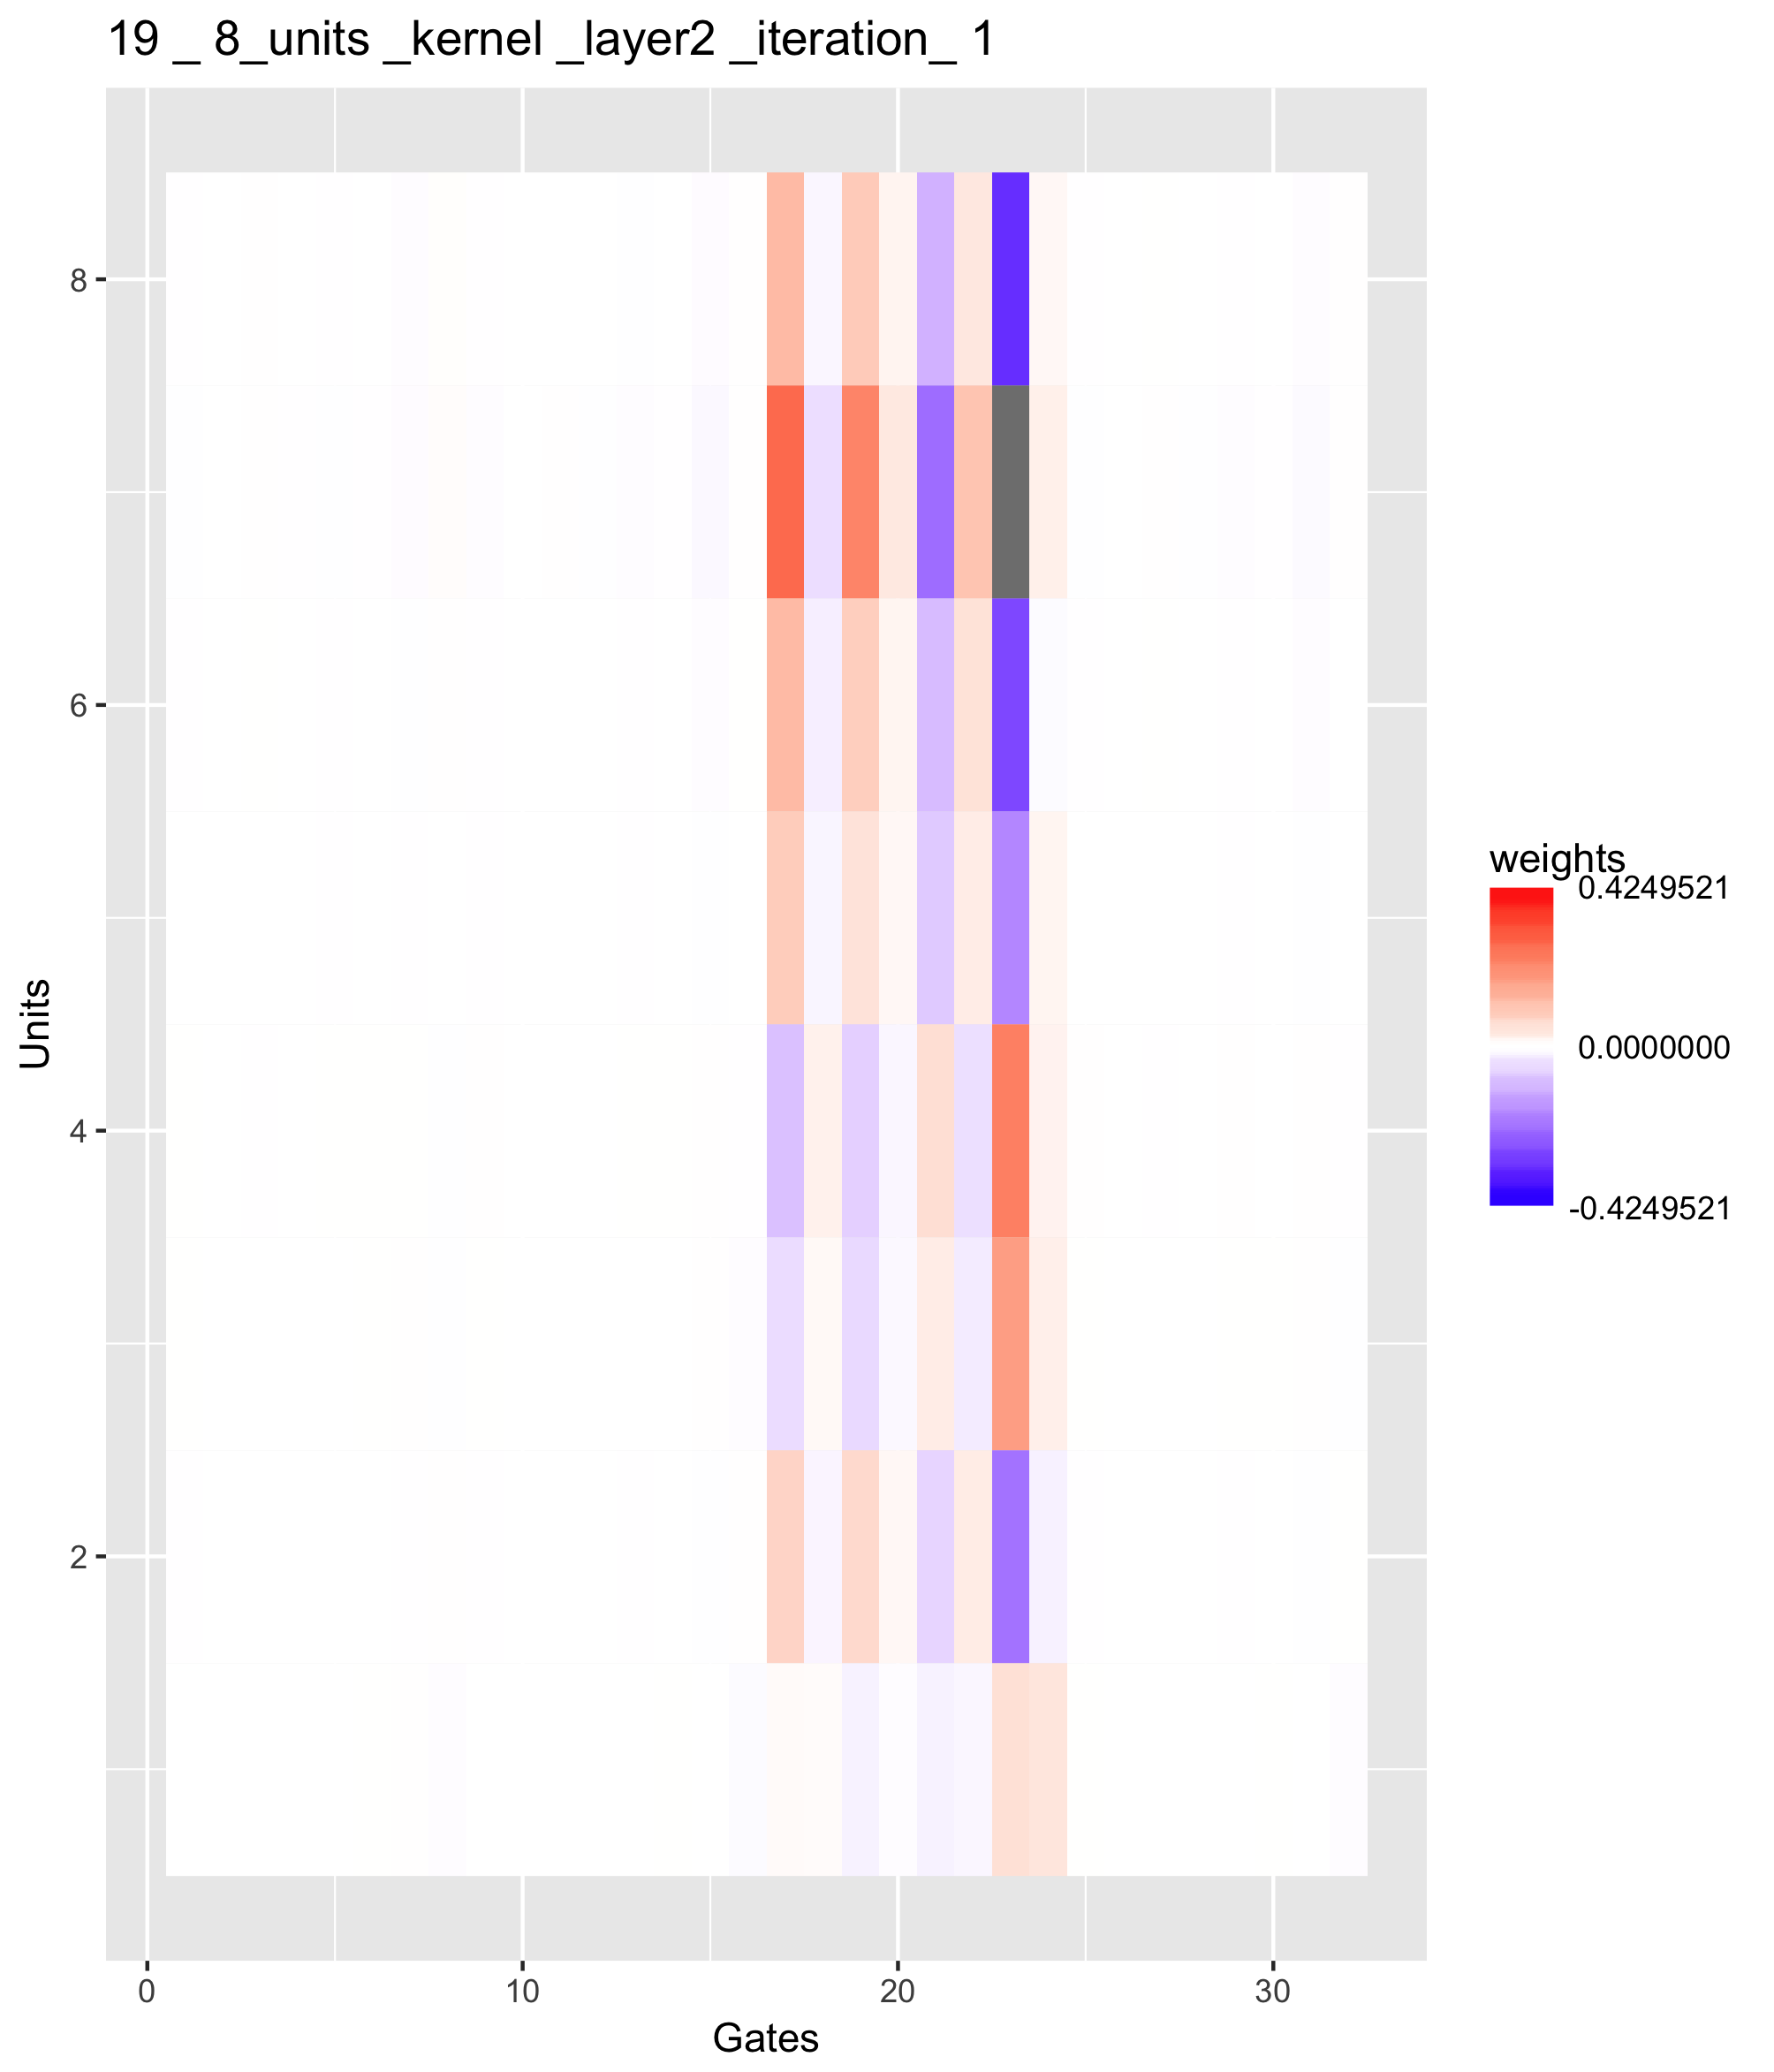 19 _ 8_units _kernel _layer2 _iteration_ 1
8
6
4
2
Units
0 10 20 30
Gates
weights
0.4249521
0.0000000
-0.4249521